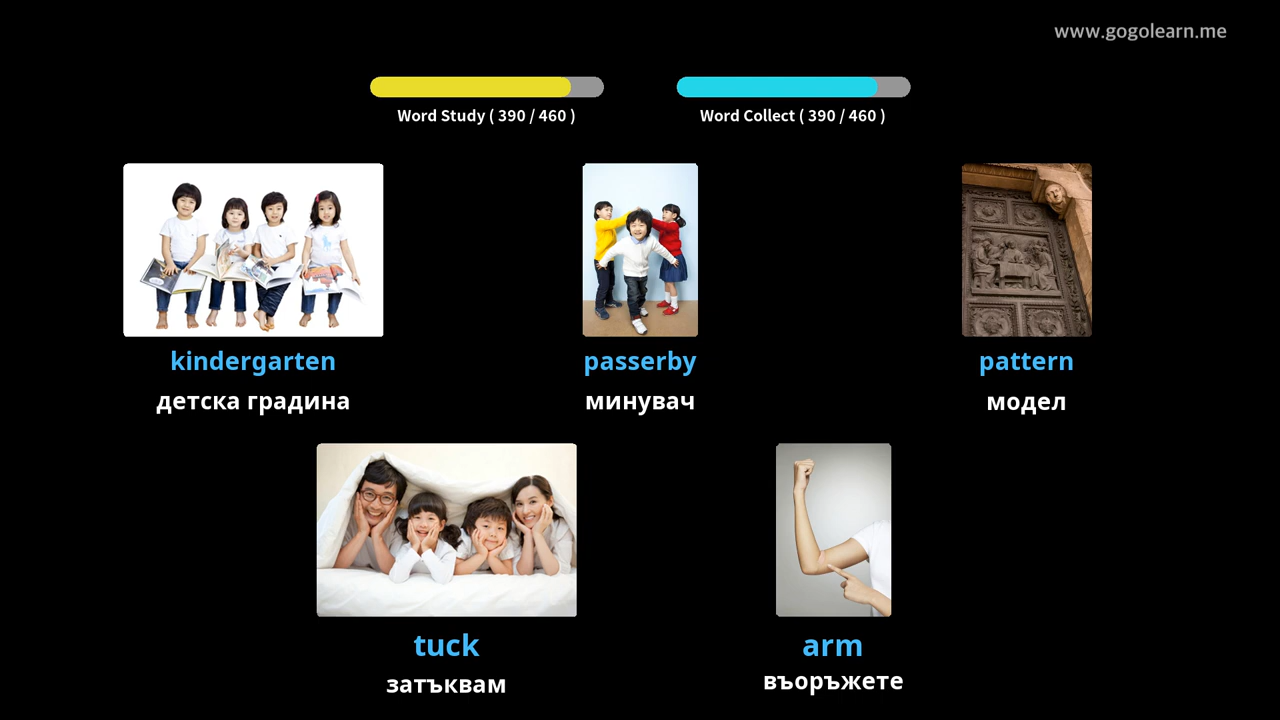 www.gogolearn.me
Word Study ( 390 / 460 )
Word Collect ( 390 / 460 )
kindergarten
детска градина
passerby
минувач
pattern
модел
tuck
затъквам
arm
въоръжете